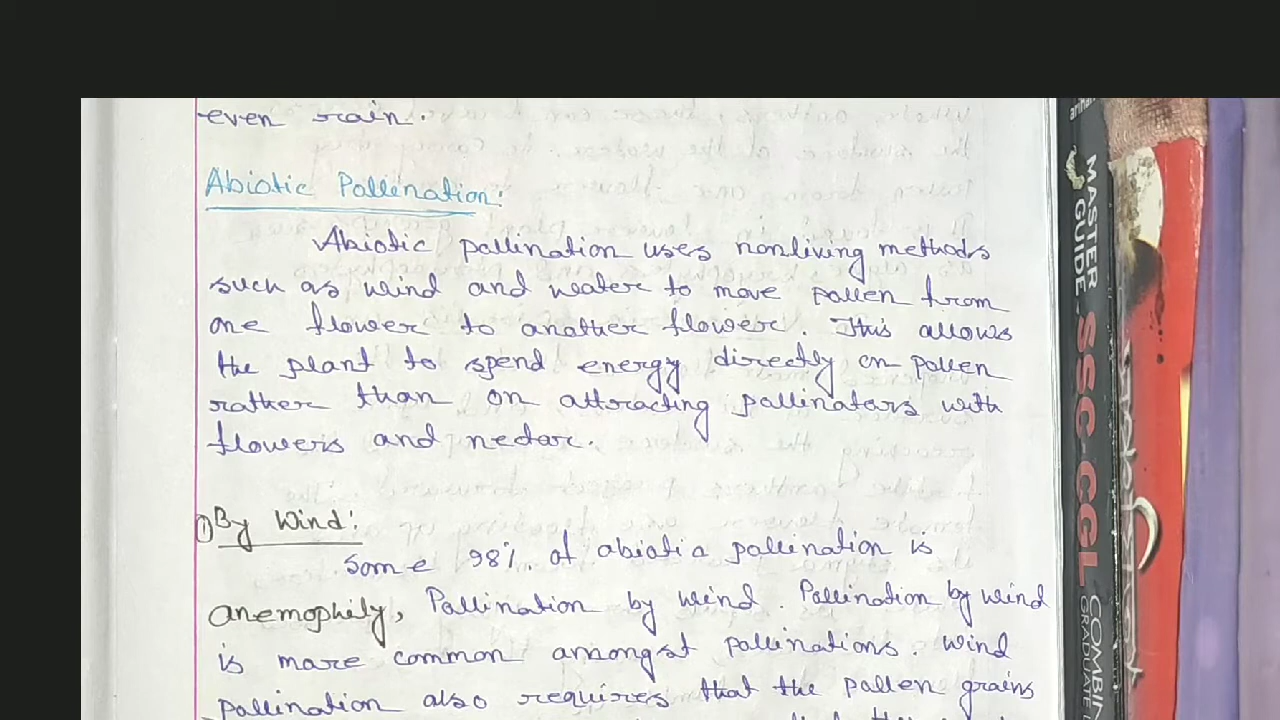 even rain.
Abiotic Pollination:
Abiotic pollination uses nonliving methods
such as wind and water to move pollen from
one flower to another flower. This allows
the plant to spend energy directly on pollen
rather than on attracting pollinators with
flowers and nectar.
① By Wind:
Some 98% of abiotic pollination is
anemophily, Pollination by wind. Pollination by wind
is more common amongst pollinations. Wind
pollination also requires that the pollen grains
MASTER
GUIDE
SSC-CGL
COMBIN
GRADUATE